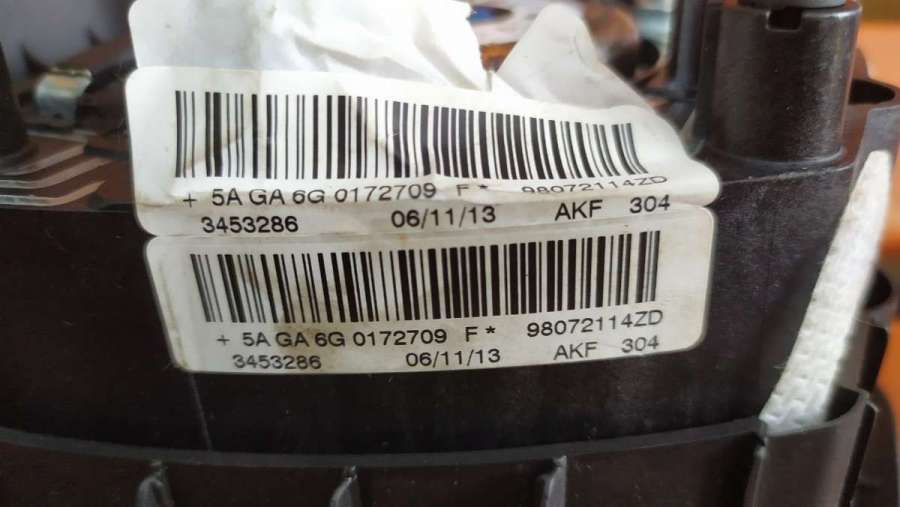 + 5A GA 6G 0172709 F * 98072114ZD
3453286 06/11/13 AKF 304
+ 5A GA 6G 0172709 F * 98072114ZD
3453286 06/11/13 AKF 304